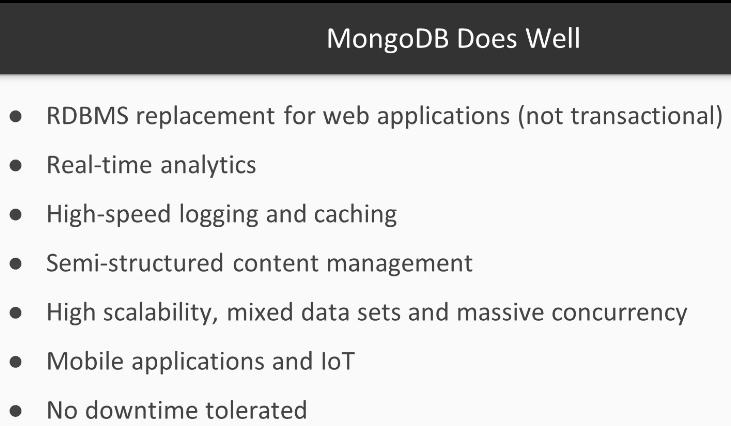 MongoDB Does Well
● RDBMS replacement for web applications (not transactional)
● Real-time analytics
● High-speed logging and caching
● Semi-structured content management
● High scalability, mixed data sets and massive concurrency
● Mobile applications and IoT
● No downtime tolerated